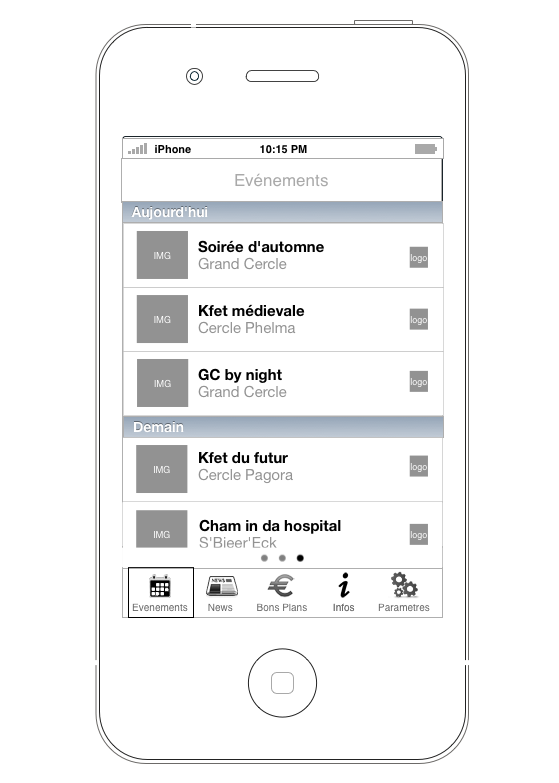 iPhone 10:15 PM
Evénements
Aujourd'hui
IMG Soirée d'automne logo
Grand Cercle
IMG Kfet médievale logo
Cercle Phelma
IMG GC by night logo
Grand Cercle
Demain
IMG Kfet du futur logo
Cercle Pagora
IMG Cham in da hospital logo
S'Bieer'Eck
NEWS
Evenements News Bons Plans Infos Parametres